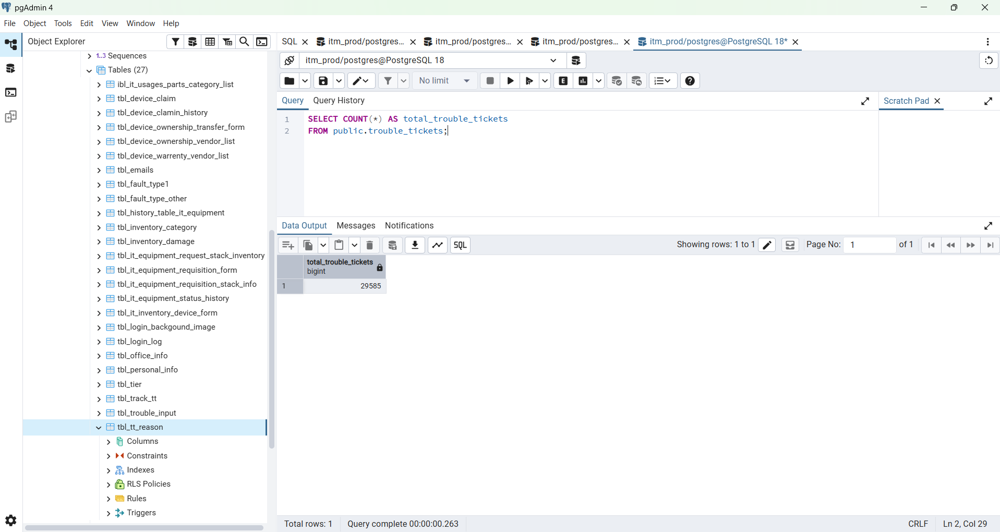 pgAdmin 4
File Object Tools Edit View Window Help
Object Explorer
SQL
itm_prod/postgres...
itm_prod/postgres...
itm_prod/postgres...
itm_prod/postgres@PostgreSQL 18*
itm_prod/postgres@PostgreSQL 18
No limit
E
Query Query History
Scratch Pad
1 SELECT COUNT(*) AS total_trouble_tickets
2 FROM public.trouble_tickets;
1..3 Sequences
Tables (27)
ibl_it_usages_parts_category_list
tbl_device_claim
tbl_device_clamin_history
tbl_device_ownership_transfer_form
tbl_device_ownership_vendor_list
tbl_device_warrenty_vendor_list
tbl_emails
tbl_fault_type1
tbl_fault_type_other
tbl_history_table_it_equipment
tbl_inventory_category
tbl_inventory_damage
tbl_it_equipment_request_stack_inventory
tbl_it_equipment_requisition_form
tbl_it_equipment_requisition_stack_info
tbl_it_equipment_status_history
tbl_it_inventory_device_form
tbl_login_backgound_image
tbl_login_log
tbl_office_info
tbl_personal_info
tbl_tier
tbl_track_tt
tbl_trouble_input
tbl_tt_reason
Columns
Constraints
Indexes
RLS Policies
Rules
Triggers
Data Output Messages Notifications
SQL
Showing rows: 1 to 1
Page No: 1 of 1
total_trouble_tickets
bigint
1 29585
Total rows: 1 Query complete 00:00:00.263
CRLF Ln 2, Col 29